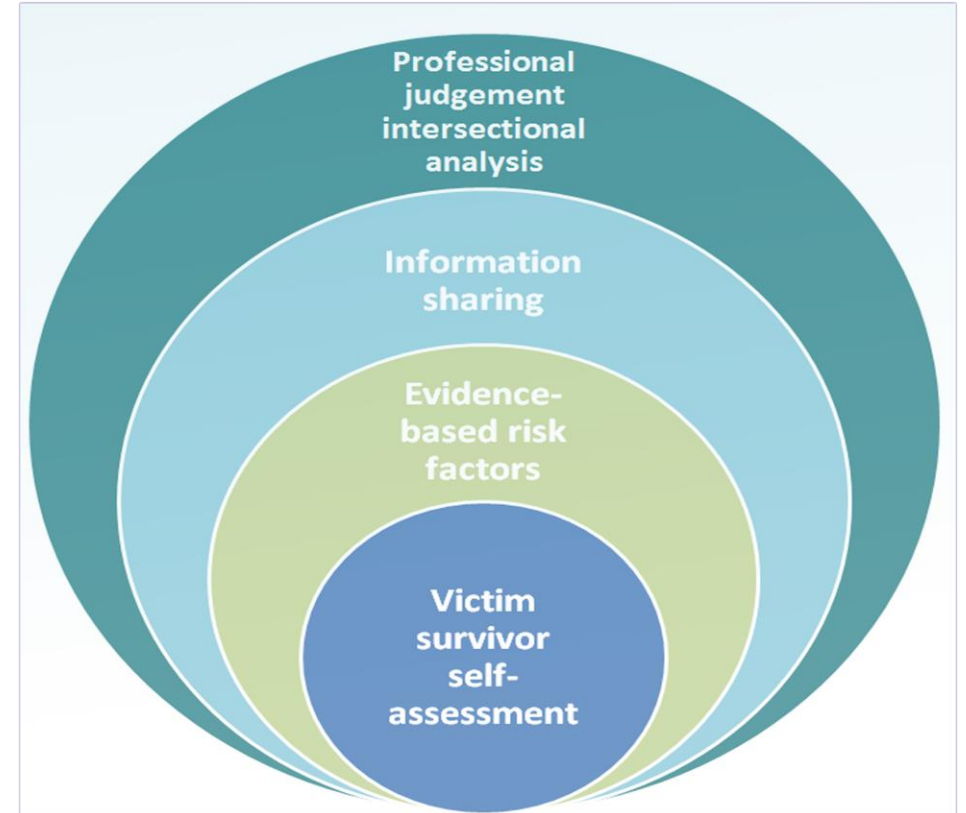 Professional
judgement
intersectional
analysis
Information
sharing
Evidence-
based risk
factors
Victim
survivor
self-
assessment